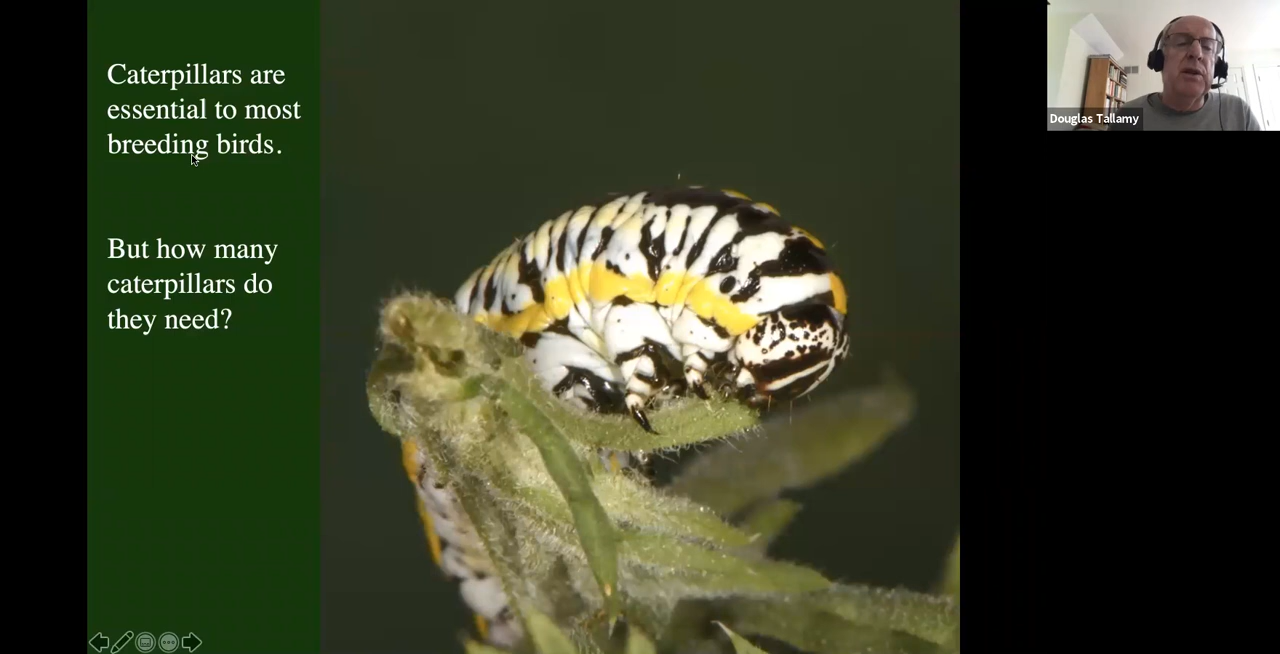 Caterpillars are
essential to most
breeding birds.
But how many
caterpillars do
they need?
Douglas Tallamy